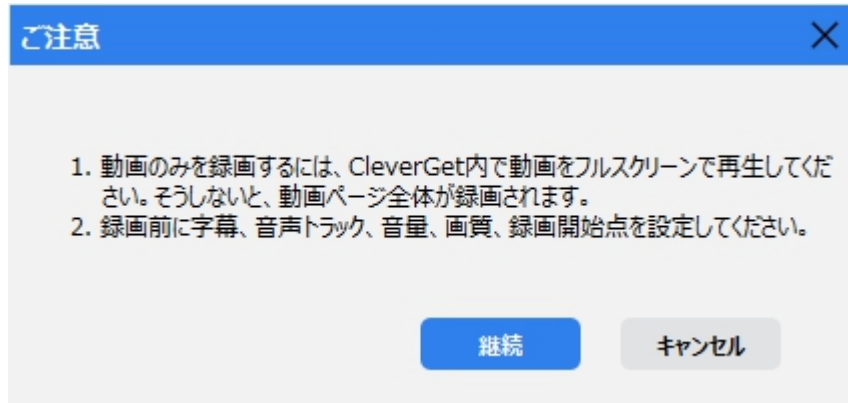 ご注意
1. 動画のみを録画するには、CleverGet内で動画をフルスクリーンで再生してくだ
さい。そうしないと、動画ページ全体が録画されます。
2. 録画前に字幕、音声トラック、音量、画質、録画開始点を設定してください。
継続 キャンセル